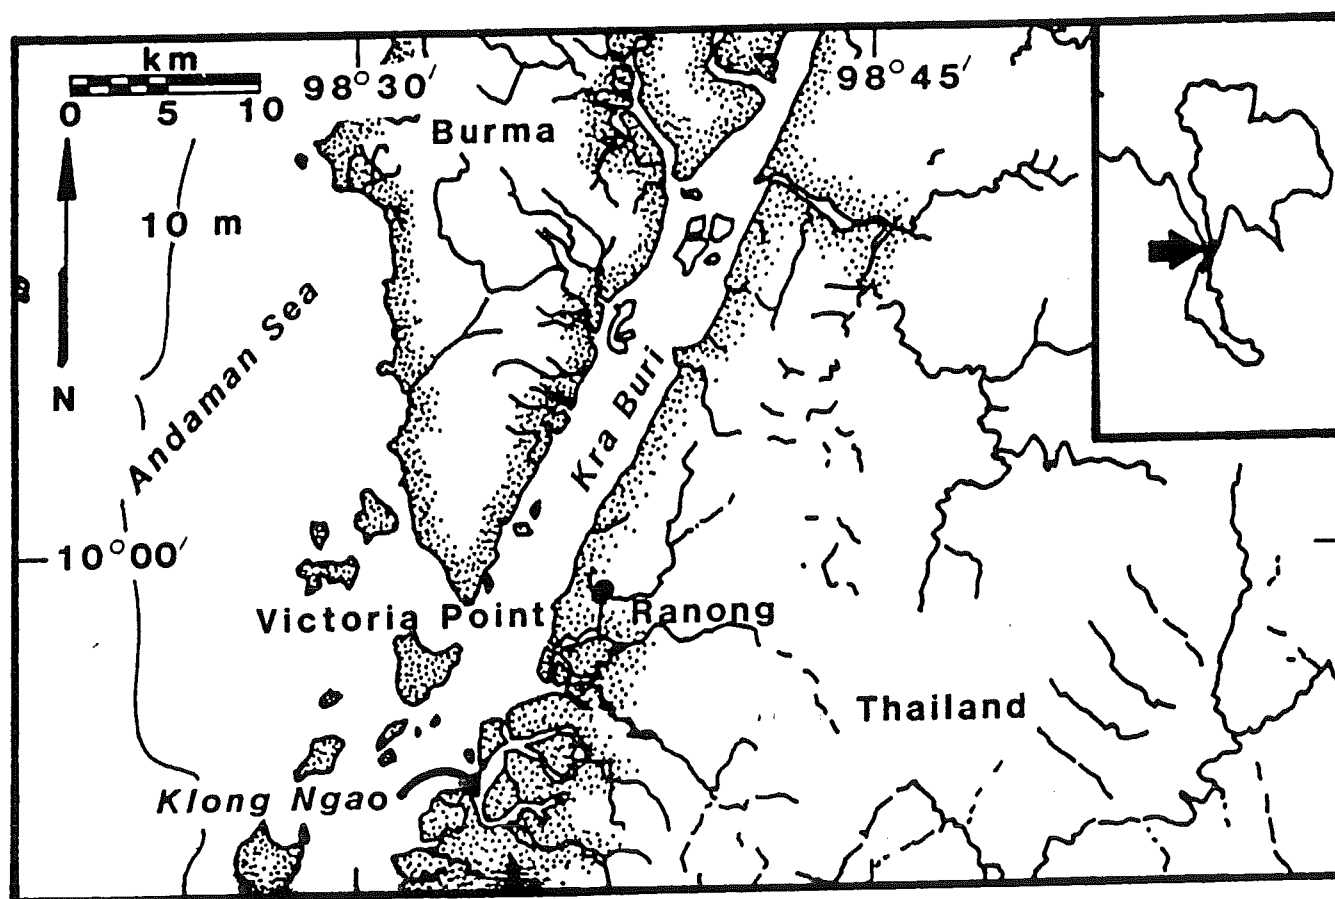 km
0 5 10
98°30′
98°45′
Burma
10 m
Andaman Sea
N
Kra Buri
10°00′
Victoria Point
Ranong
Thailand
Klong Ngao